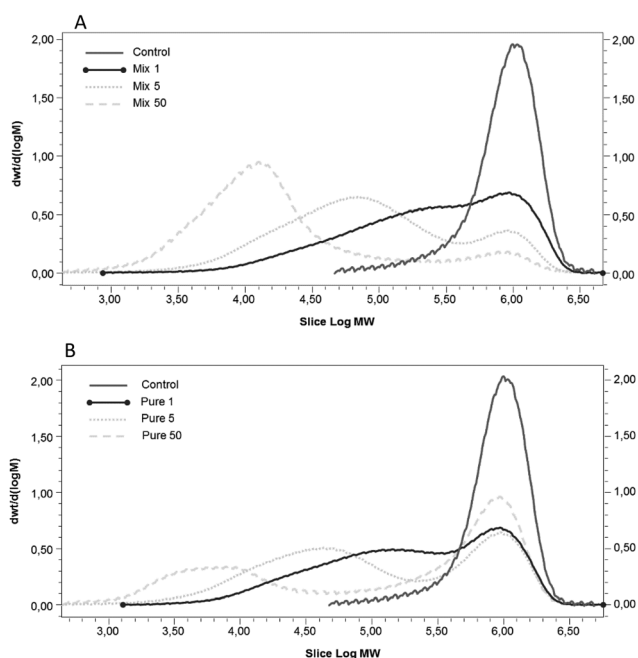 A
2,00
1,50
1,00
0,50
0,00
dwt/d(logM)
Control
Mix 1
Mix 5
Mix 50
2,00
1,50
1,00
0,50
0,00
3,00 3,50 4,00 4,50 5,00 5,50 6,00 6,50
Slice Log MW
B
2,00
1,50
1,00
0,50
0,00
dwt/d(logM)
Control
Pure 1
Pure 5
Pure 50
2,00
1,50
1,00
0,50
0,00
3,00 3,50 4,00 4,50 5,00 5,50 6,00 6,50
Slice Log MW